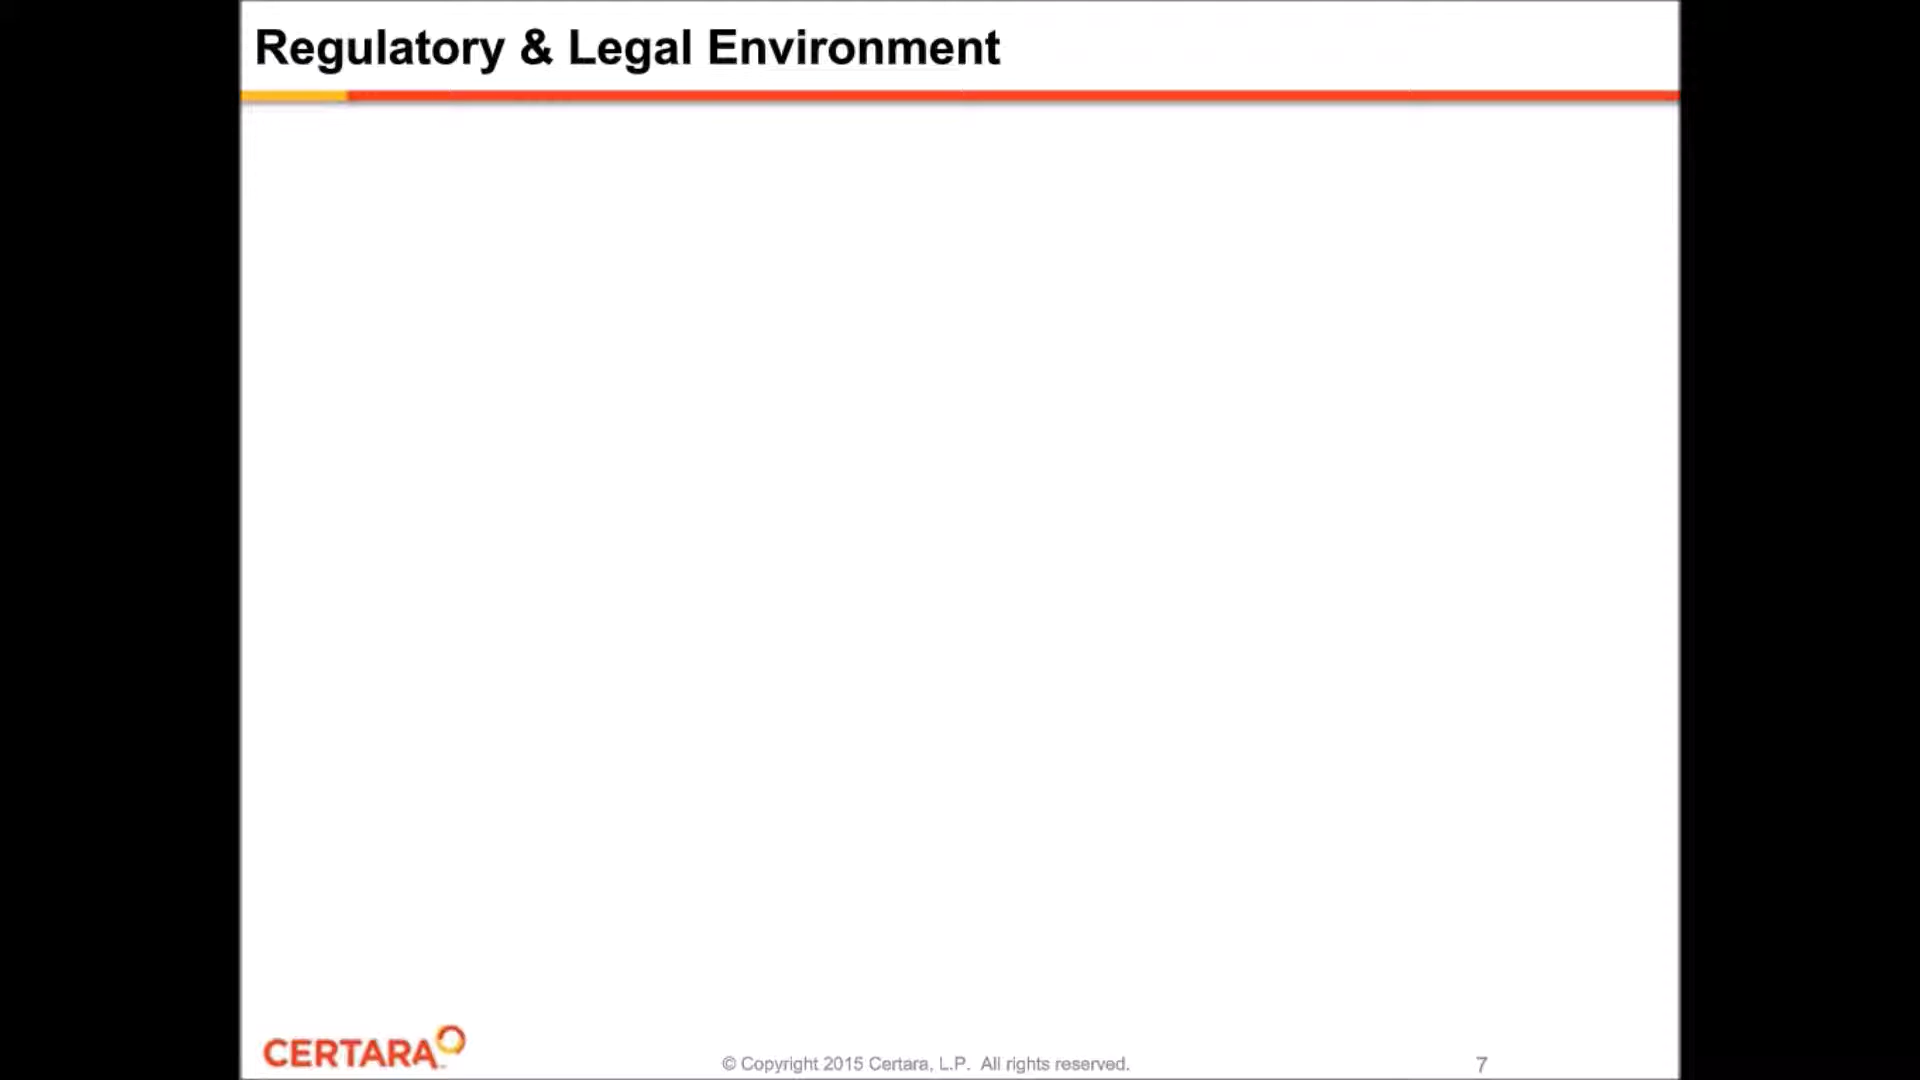 Regulatory & Legal Environment
CERTARA
© Copyright 2015 Certara, L.P. All rights reserved.
7